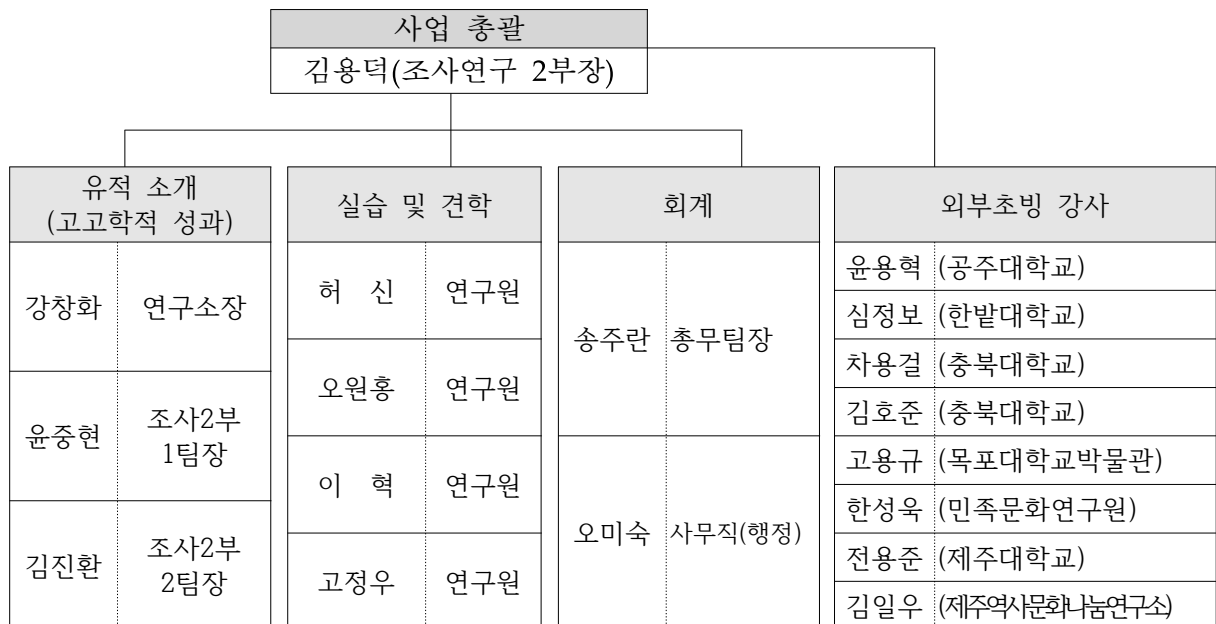 사업 총괄
김용덕(조사연구 2부장)
유적 소개
(고고학적 성과)
강창화 연구소장
윤중현 조사2부
1팀장
김진환 조사2부
2팀장
실습 및 견학
허 신 연구원
오원홍 연구원
이 혁 연구원
고정우 연구원
회계
송주란 총무팀장
오미숙 사무직(행정)
외부초빙 강사
윤용혁 (공주대학교)
심정보 (한밭대학교)
차용걸 (충북대학교)
김호준 (충북대학교)
고용규 (목포대학교박물관)
한성욱 (민족문화연구원)
전용준 (제주대학교)
김일우 (제주역사문화나눔연구소)